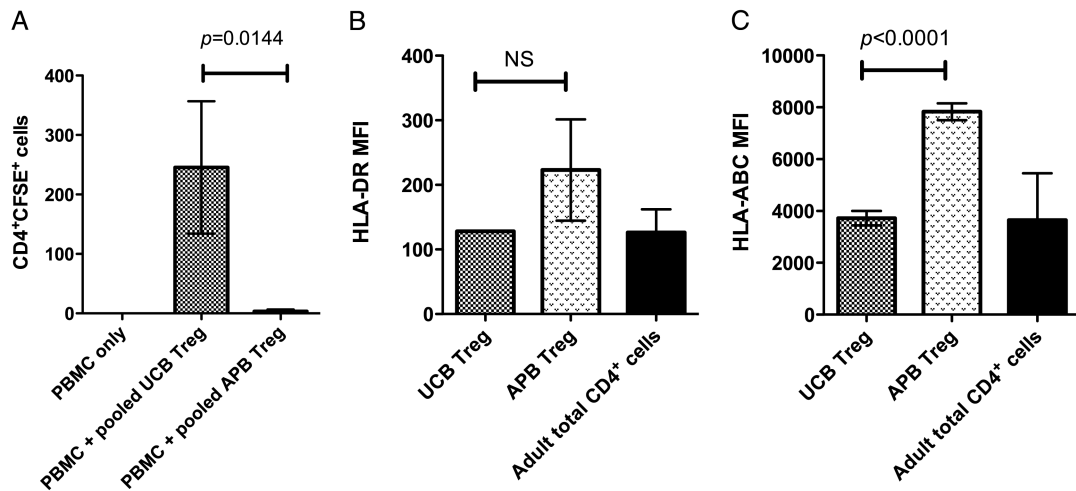 A
p=0.0144
CD4+CFSE+ cells
400
300
200
100
0
PBMC only
PBMC + pooled UCB Treg
PBMC + pooled APB Treg
B
NS
HLA-DR MFI
400
300
200
100
0
UCB Treg
APB Treg
Adult total CD4+ cells
C
p<0.0001
HLA-ABC MFI
10000
8000
6000
4000
2000
0
UCB Treg
APB Treg
Adult total CD4+ cells